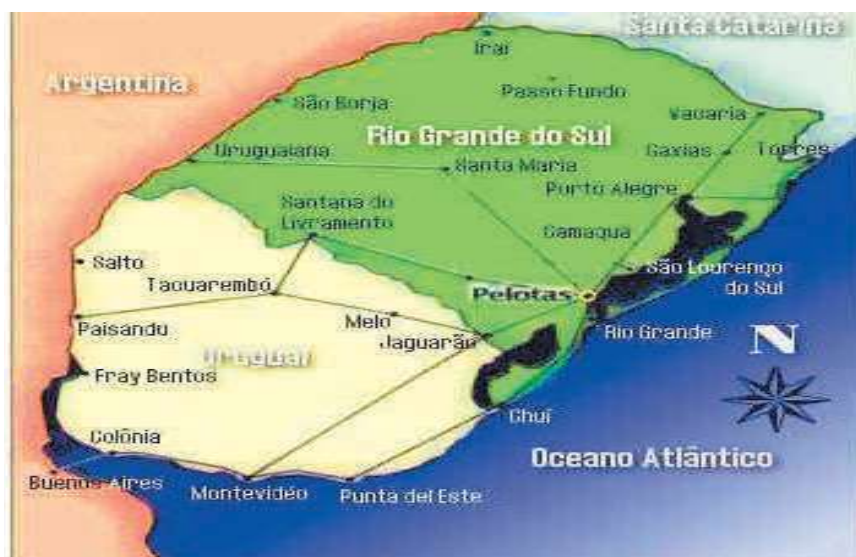 Santa Catarina
Iraí
Argentina
Passo Fundo
São Borja
Vacaria
Rio Grande do Sul
Uruguaiana
Caxias
Torres
Santa Maria
Porto Alegre
Santana do
Livramento
Camaqua
Salto
São Lourenço
do Sul
Tacuarembó
Pelotas
Paisandu
Melo
Jaguarão
Rio Grande
N
Uruguai
Fray Bentos
Chuí
Colônia
Oceano Atlântico
Buenos Aires
Montevidéo
Punta del Este